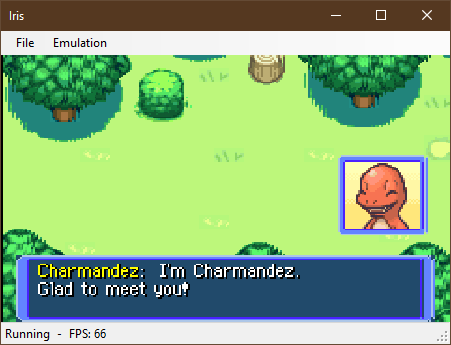 Iris
File Emulation
Charmandez: I'm Charmandez.
Glad to meet you!
Running - FPS: 66